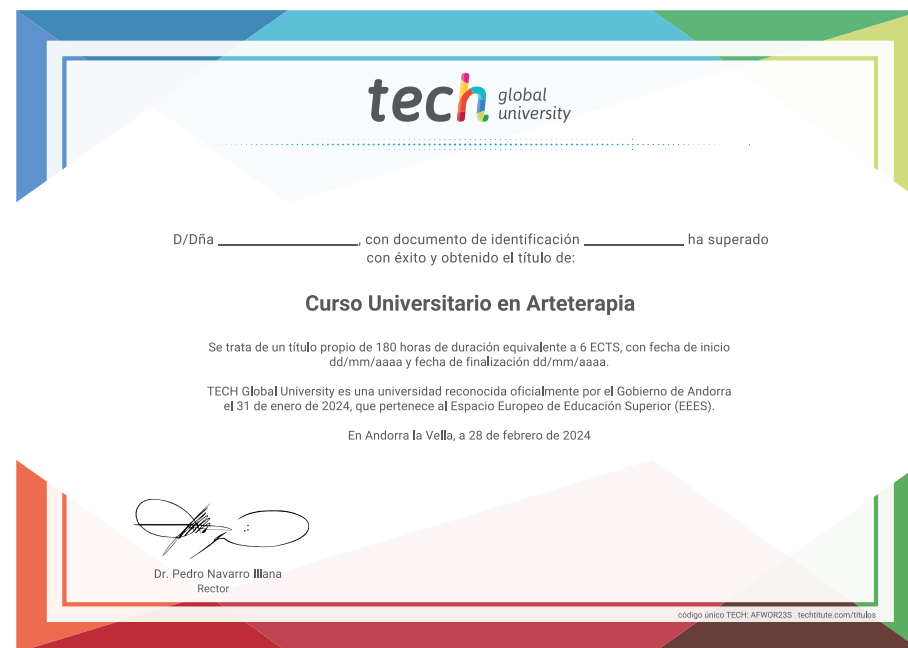 tech global university
D/Dña ______________, con documento de identificación __________ ha superado
con éxito y obtenido el título de:
Curso Universitario en Arteterapia
Se trata de un título propio de 180 horas de duración equivalente a 6 ECTS, con fecha de inicio
dd/mm/aaaa y fecha de finalización dd/mm/aaaa.
TECH Global University es una universidad reconocida oficialmente por el Gobierno de Andorra
el 31 de enero de 2024, que pertenece al Espacio Europeo de Educación Superior (EEES).
En Andorra la Vella, a 28 de febrero de 2024
Dr. Pedro Navarro Illana
Rector
código único TECH: AFWOR23S techtitute.com/titulos